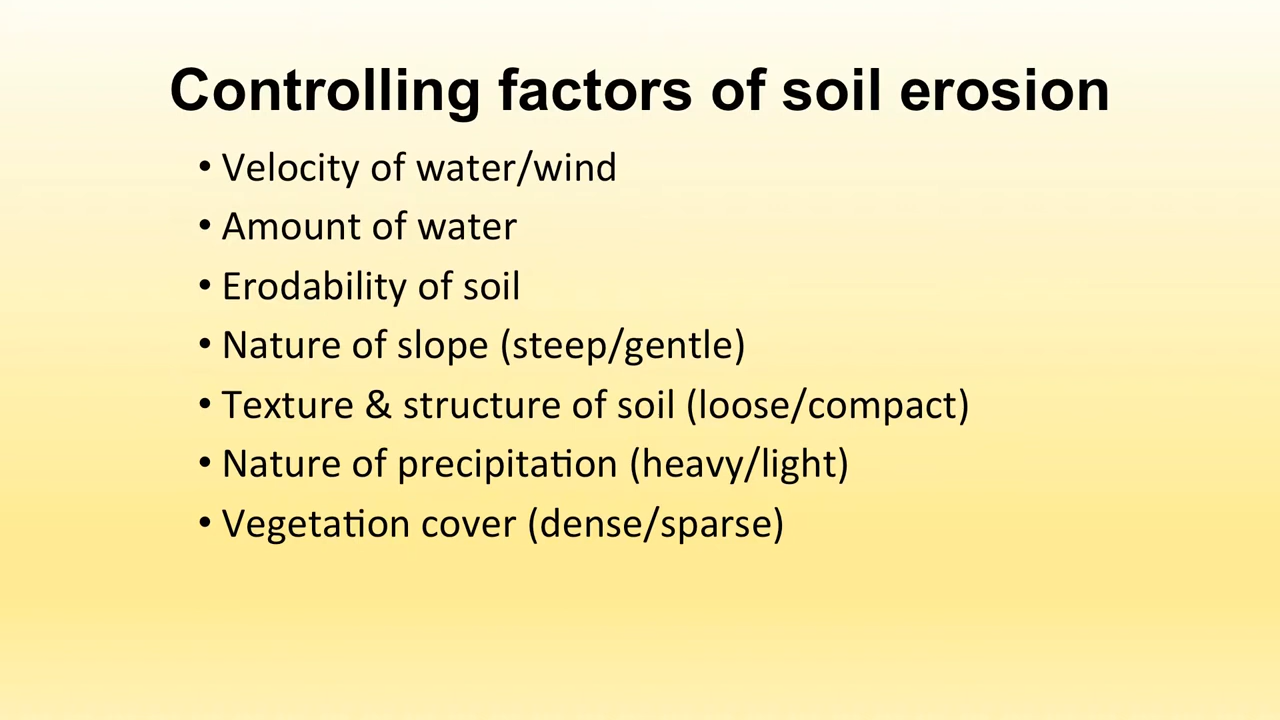 Controlling factors of soil erosion
• Velocity of water/wind
• Amount of water
• Erodability of soil
• Nature of slope (steep/gentle)
• Texture & structure of soil (loose/compact)
• Nature of precipitation (heavy/light)
• Vegetation cover (dense/sparse)